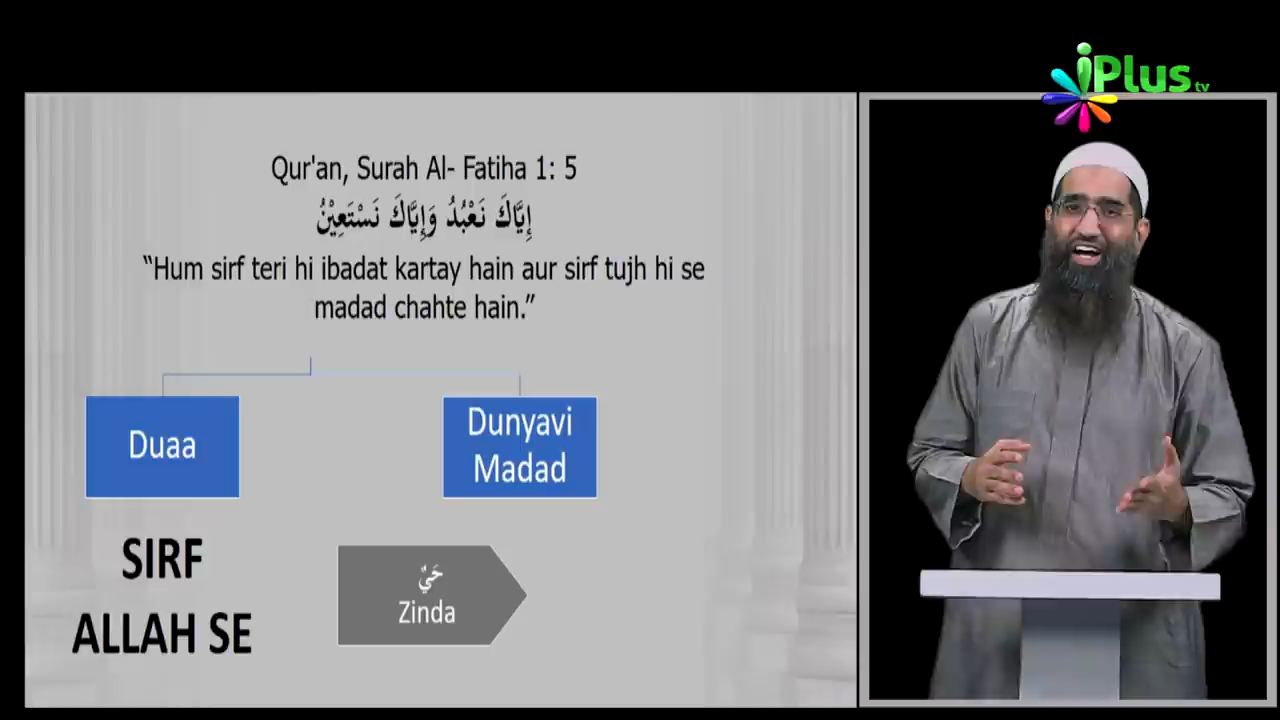 iPlus tv
Qur'an, Surah Al- Fatiha 1: 5
إِيَّاكَ نَعْبُدُ وَإِيَّاكَ نَسْتَعِيْنُ
“Hum sirf teri hi ibadat kartay hain aur sirf tujh hi se
madad chahte hain.”
Duaa
Dunyavi
Madad
SIRF
ALLAH SE
حَيٌّ
Zinda